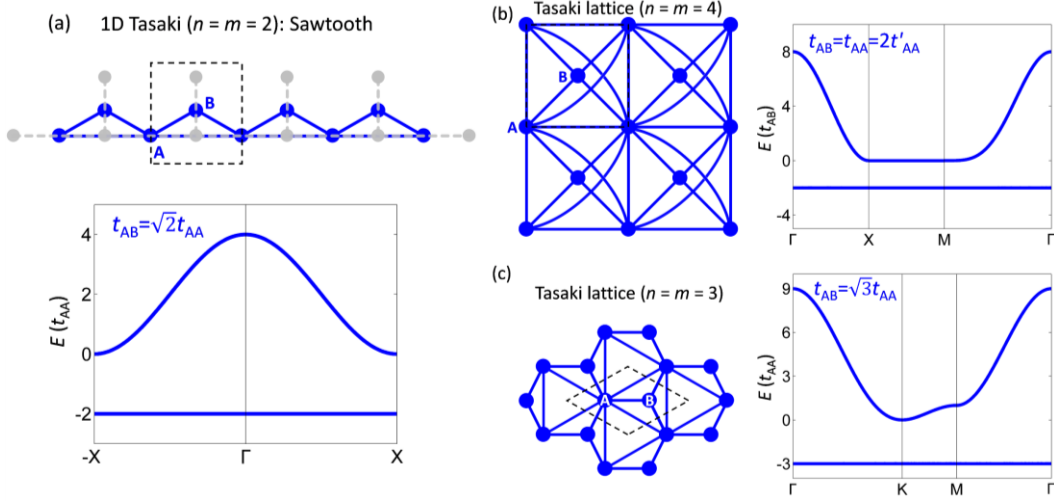 (a) 1D Tasaki (n = m = 2): Sawtooth
B
A
t_AB=√2t_AA
E (t_AA)
4
2
0
-2
-X Γ X
(b) Tasaki lattice (n = m = 4)
B
A
t_AB=t_AA=2t'_AA
E (t_AB)
8
4
0
-4
Γ X M Γ
(c)
Tasaki lattice (n = m = 3)
A B
t_AB=√3t_AA
E (t_AA)
9
6
9
0
-3
Γ K M Γ